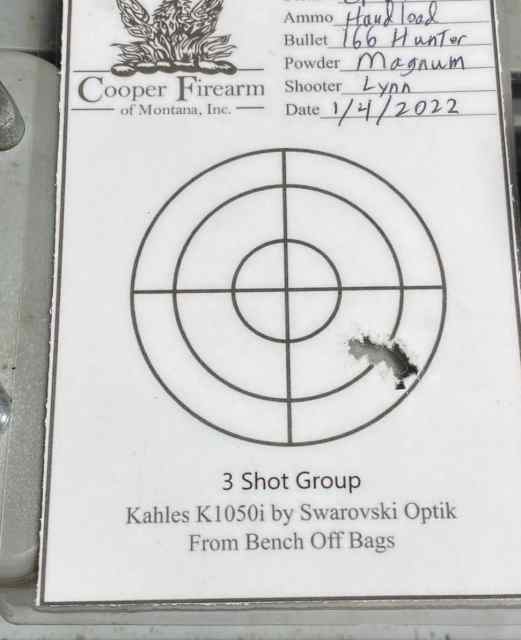 Ammo Handload
Bullet 166 Hunter
Powder Magnum
Shooter Lynn
Date 1/4/2022
Cooper Firearm
of Montana, Inc.
3 Shot Group
Kahles K1050i by Swarovski Optik
From Bench Off Bags